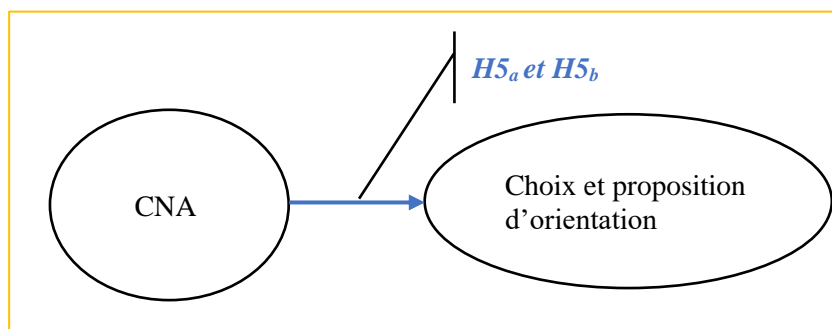 H5a et H5b
CNA
Choix et proposition
d’orientation